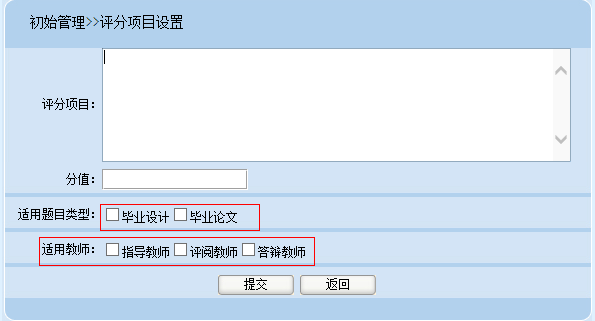 初始管理>>评分项目设置
评分项目：
分值：
适用题目类型： 毕业设计 毕业论文
适用教师： 指导教师 评阅教师 答辩教师
提交 返回